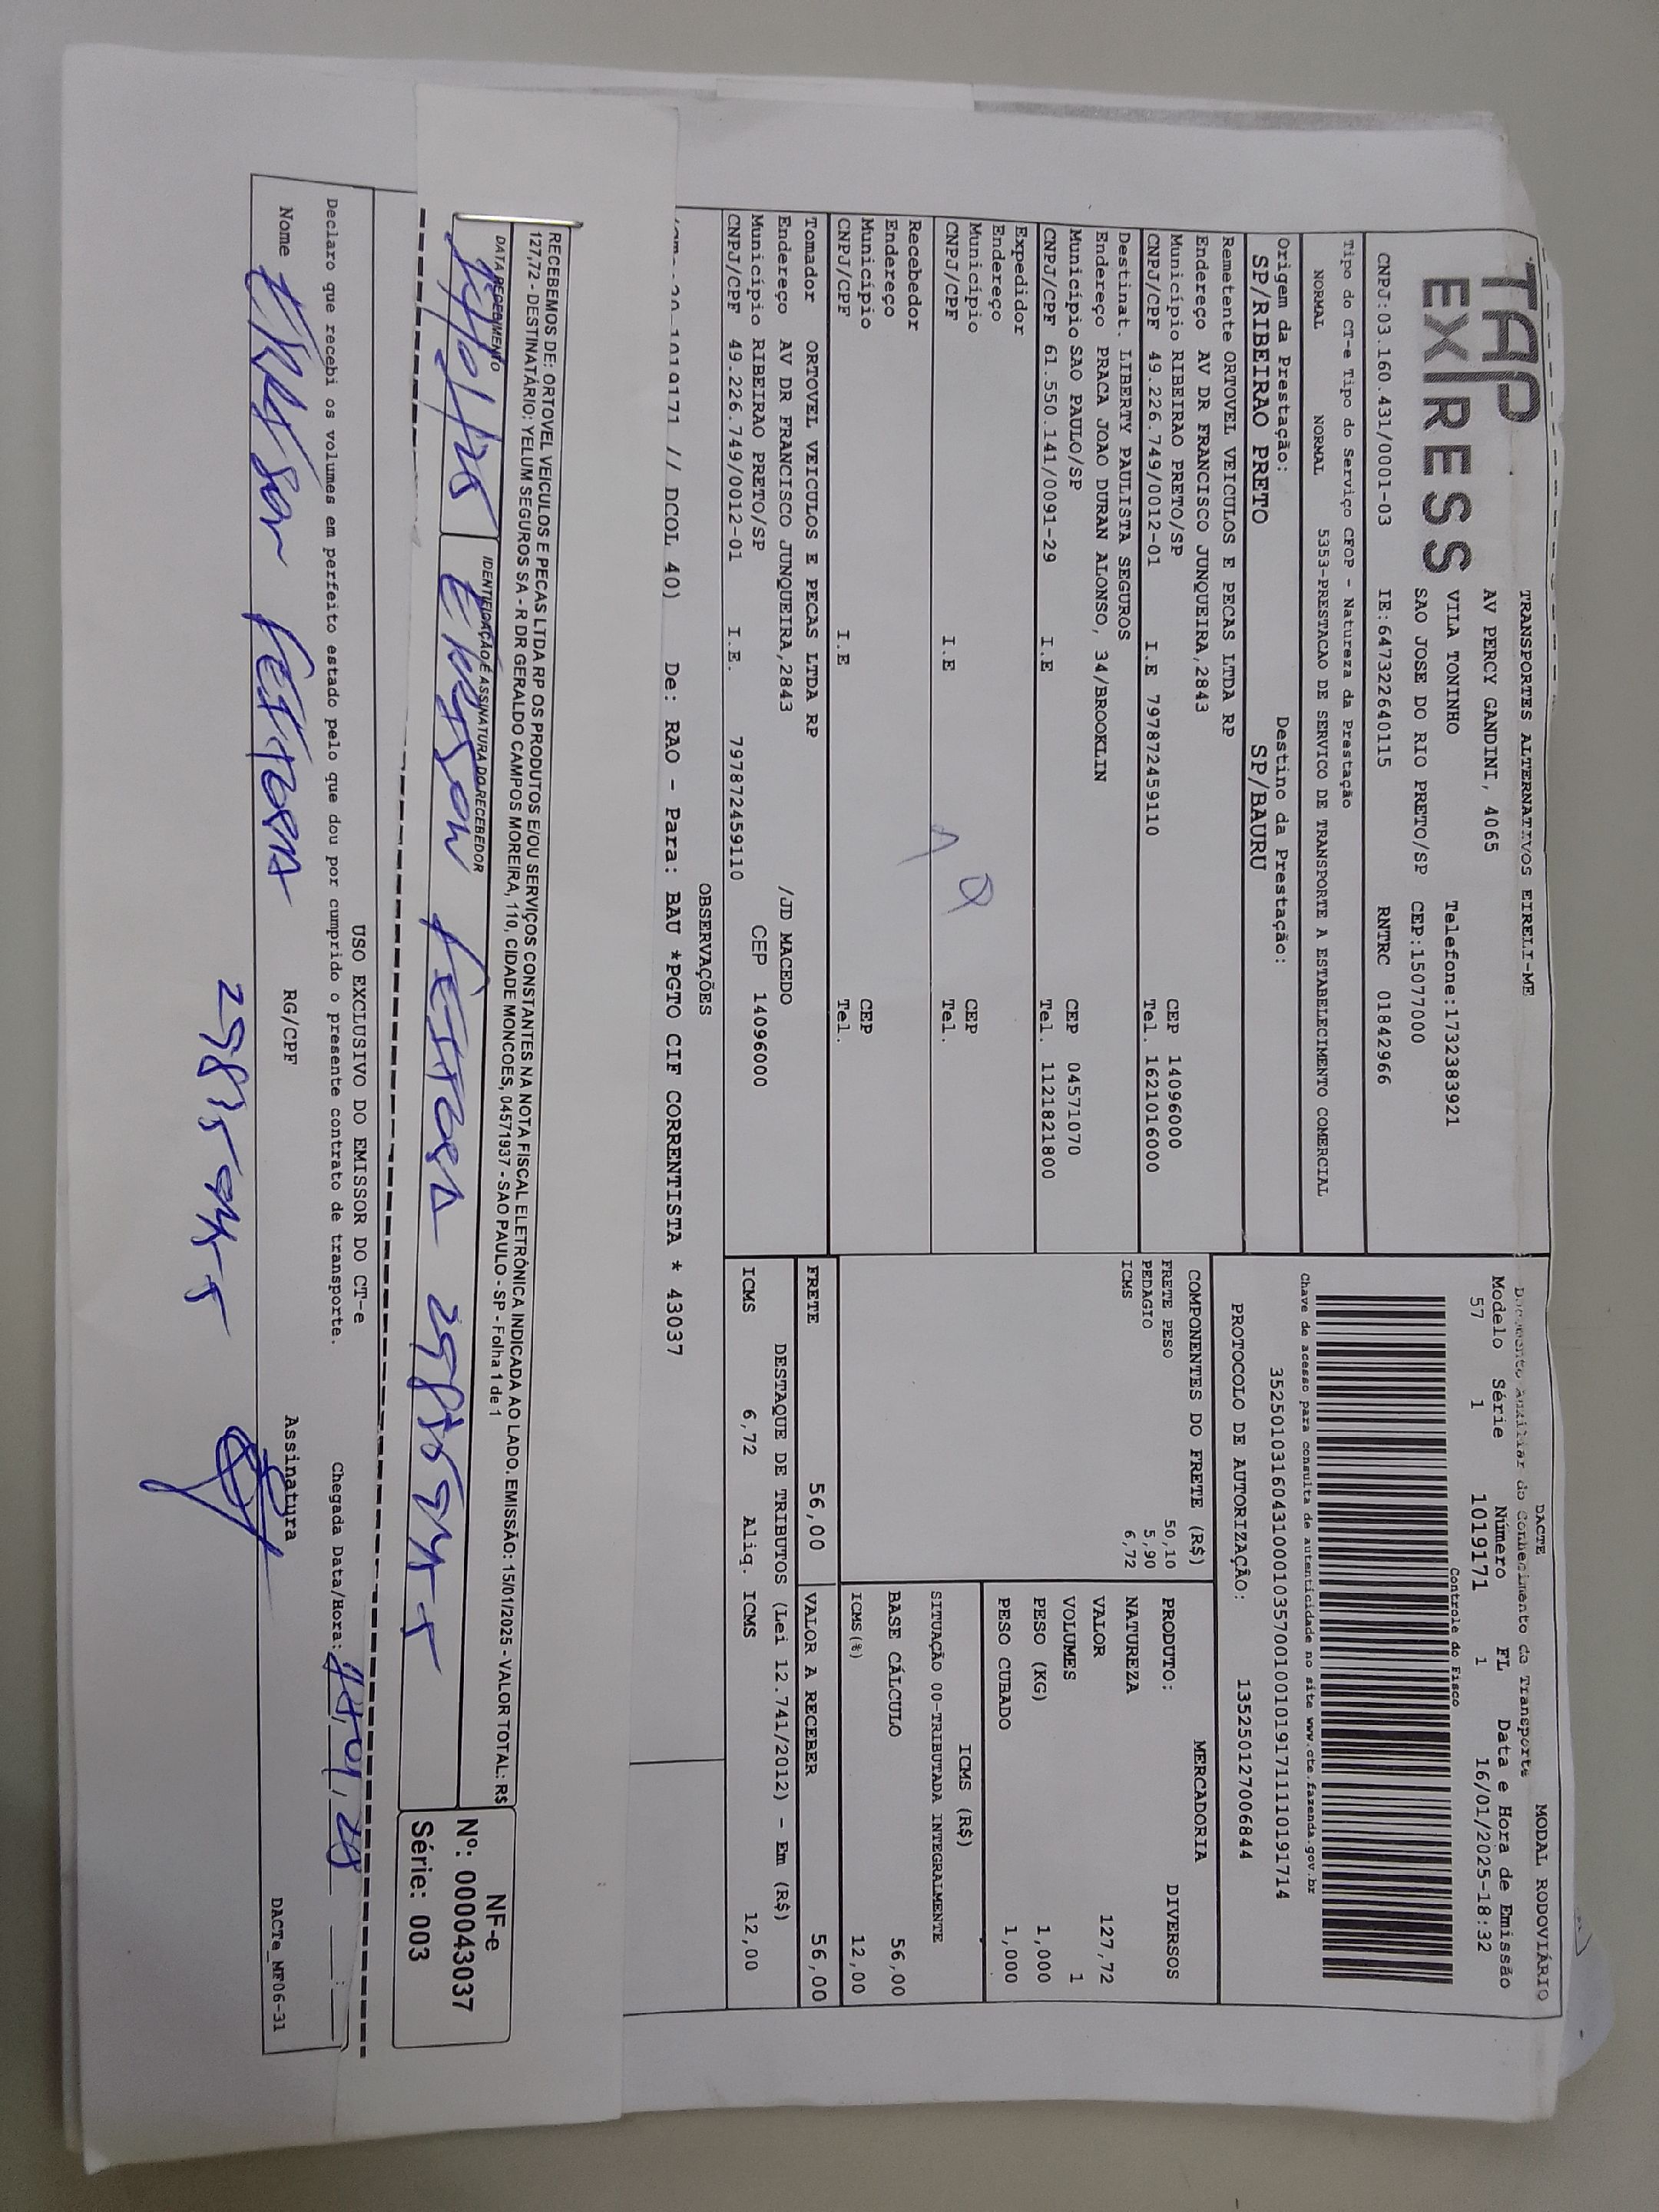 TAP
EXPRESS
TRANSPORTES ALTERNATIVOS EIRELI-ME
AV PERCY GANDINI, 4065
VILA TONINHO Telefone:1732383921
SAO JOSE DO RIO PRETO/SP CEP:15077000
CNPJ:03.160.431/0001-03 IE:647322640115 RNTRC 01842966
DACTE MODAL RODOVIÁRIO
Documento Auxiliar do Conhecimento de Transporte
Modelo Série Número FL Data e Hora de Emissão
57 1 1019171 1 16/01/2025-18:32
Controle do Fisco
Chave de acesso para consulta de autenticidade no site www.cte.fazenda.gov.br
3525010316043100010357001001019171110191714
PROTOCOLO DE AUTORIZAÇÃO: 135250127006844
Tipo do CT-e Tipo do Serviço CFOP - Natureza da Prestação
NORMAL NORMAL 5353-PRESTACAO DE SERVICO DE TRANSPORTE A ESTABELECIMENTO COMERCIAL
Origem da Prestação: Destino da Prestação:
SP/RIBEIRAO PRETO SP/BAURU
Remetente ORTOVEL VEICULOS E PECAS LTDA RP
Endereço AV DR FRANCISCO JUNQUEIRA,2843
Município RIBEIRAO PRETO/SP CEP 14096000
CNPJ/CPF 49.226.749/0012-01 I.E 797872459110 Tel. 1621016000
Destinat. LIBERTY PAULISTA SEGUROS
Endereço PRACA JOAO DURAN ALONSO, 34/BROOKLIN
Município SAO PAULO/SP CEP 04571070
CNPJ/CPF 61.550.141/0091-29 I.E Tel. 1121821800
Expedidor
Endereço
Município CEP
CNPJ/CPF I.E Tel.
Recebedor
Endereço
Município CEP
CNPJ/CPF I.E Tel.
Tomador ORTOVEL VEICULOS E PECAS LTDA RP
Endereço AV DR FRANCISCO JUNQUEIRA,2843 /JD MACEDO
Município RIBEIRAO PRETO/SP CEP 14096000
CNPJ/CPF 49.226.749/0012-01 I.E. 797872459110
COMPONENTES DO FRETE (R$)
FRETE PESO 50,10
PEDAGIO 5,90
ICMS 6,72
MERCADORIA
PRODUTO: DIVERSOS
NATUREZA
VALOR 127,72
VOLUMES 1
PESO (KG) 1,000
PESO CUBADO 1,000
ICMS (R$)
SITUAÇÃO 00-TRIBUTADA INTEGRALMENTE
BASE CÁLCULO 56,00
ICMS(%) 12,00
FRETE 56,00 VALOR A RECEBER 56,00
DESTAQUE DE TRIBUTOS (Lei 12.741/2012) - Em (R$)
ICMS 6,72 Aliq. ICMS 12,00
OBSERVAÇÕES
1019171 // DCOL 40) De: RAO - Para: BAU *PGTO CIF CORRENTISTA * 43037
RECEBEMOS DE: ORTOVEL VEICULOS E PECAS LTDA RP OS PRODUTOS E/OU SERVIÇOS CONSTANTES NA NOTA FISCAL ELETRÔNICA INDICADA AO LADO. EMISSÃO: 15/01/2025 - VALOR TOTAL: R$
127,72 - DESTINATÁRIO: YELUM SEGUROS SA - R DR GERALDO CAMPOS MOREIRA, 110, CIDADE MONCOES, 04571937 - SAO PAULO - SP - Folha 1 de 1
DATA RECEBIMENTO IDENTIFICAÇÃO E ASSINATURA DO RECEBEDOR
NF-e
Nº: 000043037
Série: 003
USO EXCLUSIVO DO EMISSOR DO CT-e
Declaro que recebi os volumes em perfeito estado pelo que dou por cumprido o presente contrato de transporte. Chegada Data/Hora:
Nome RG/CPF Assinatura
DACTe_MF06-31